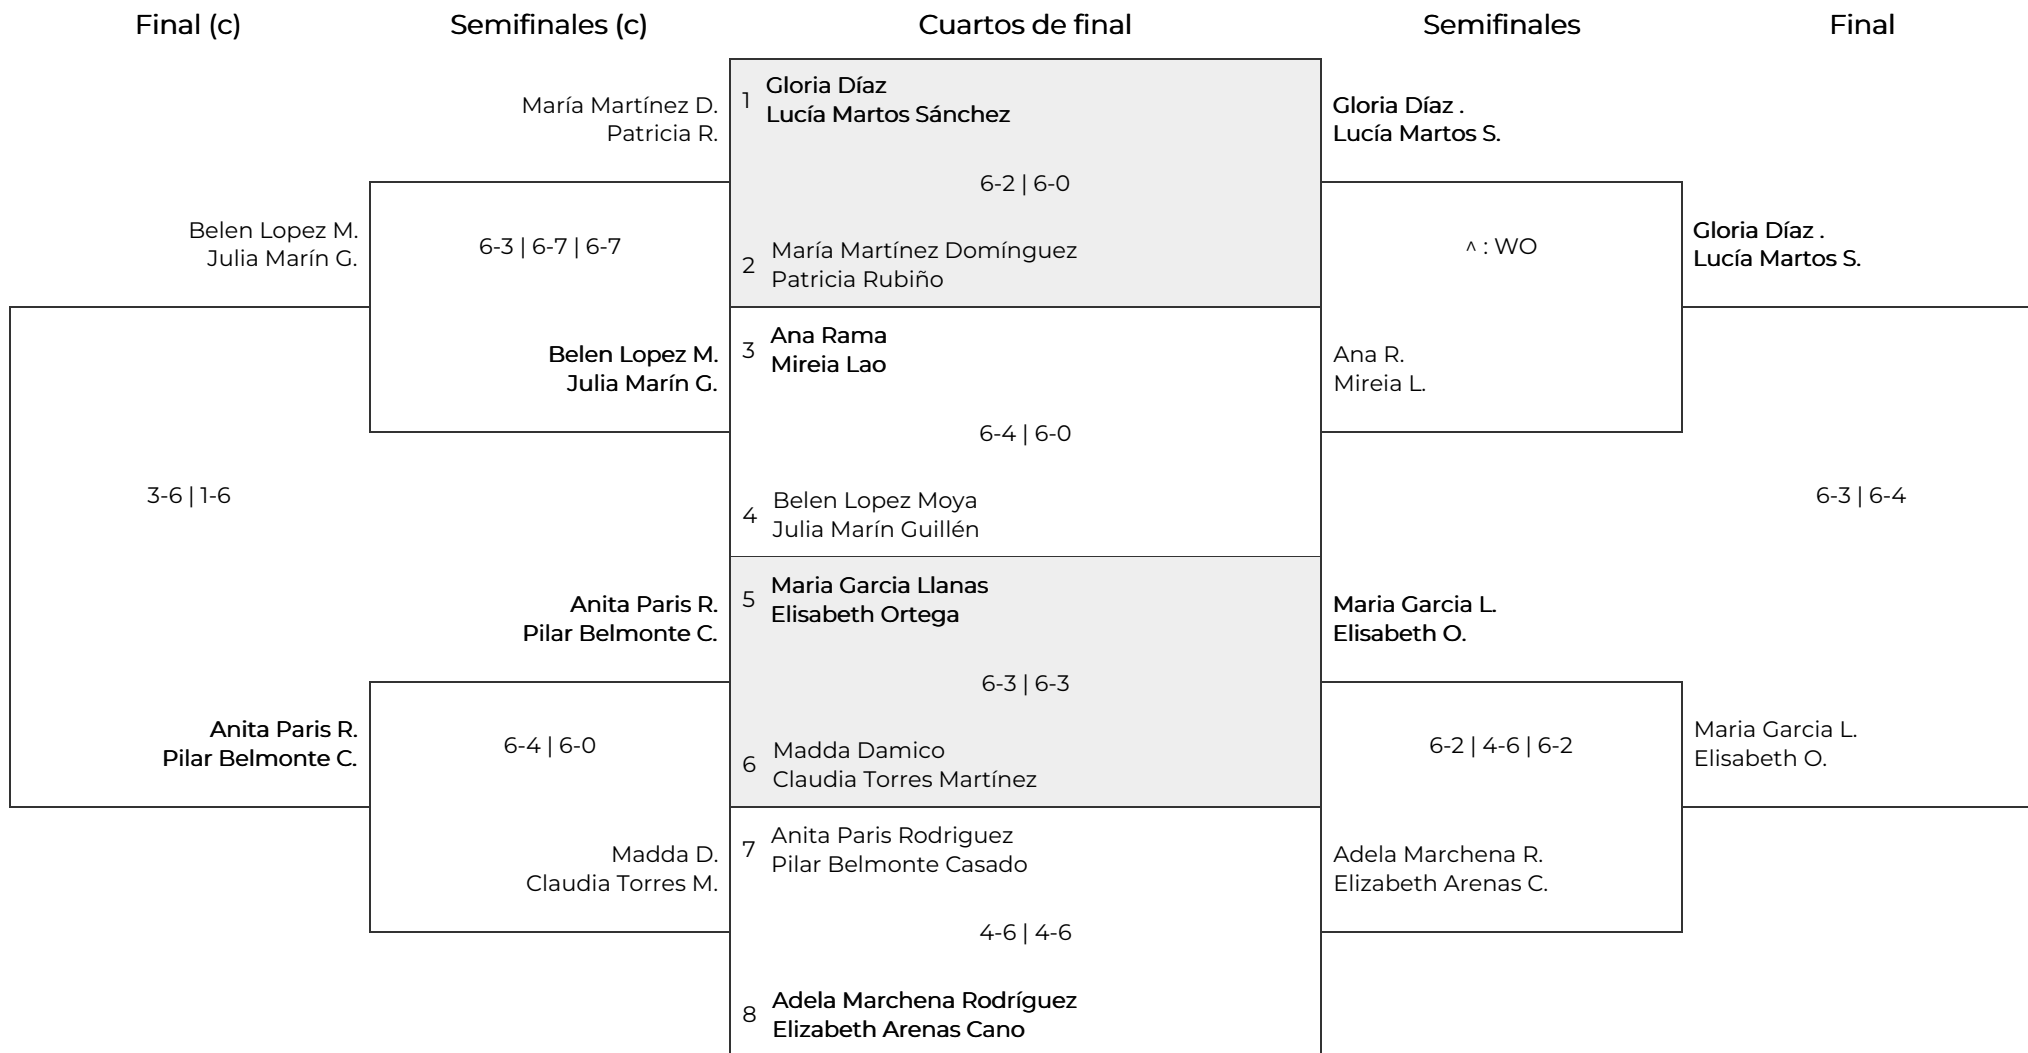 Final (c)
Semifinales (c)
Cuartos de final
Semifinales
Final
María Martínez D.
Patricia R.
6-3 | 6-7 | 6-7
Belen Lopez M.
Julia Marín G.
Belen Lopez M.
Julia Marín G.
3-6 | 1-6
Anita Paris R.
Pilar Belmonte C.
Anita Paris R.
Pilar Belmonte C.
6-4 | 6-0
Madda D.
Claudia Torres M.
1 Gloria Díaz
Lucía Martos Sánchez
6-2 | 6-0
2 María Martínez Domínguez
Patricia Rubiño
3 Ana Rama
Mireia Lao
6-4 | 6-0
4 Belen Lopez Moya
Julia Marín Guillén
5 Maria Garcia Llanas
Elisabeth Ortega
6-3 | 6-3
6 Madda Damico
Claudia Torres Martínez
7 Anita Paris Rodriguez
Pilar Belmonte Casado
4-6 | 4-6
8 Adela Marchena Rodríguez
Elizabeth Arenas Cano
Gloria Díaz .
Lucía Martos S.
^ : WO
Ana R.
Mireia L.
Maria Garcia L.
Elisabeth O.
6-2 | 4-6 | 6-2
Adela Marchena R.
Elizabeth Arenas C.
Gloria Díaz .
Lucía Martos S.
6-3 | 6-4
Maria Garcia L.
Elisabeth O.